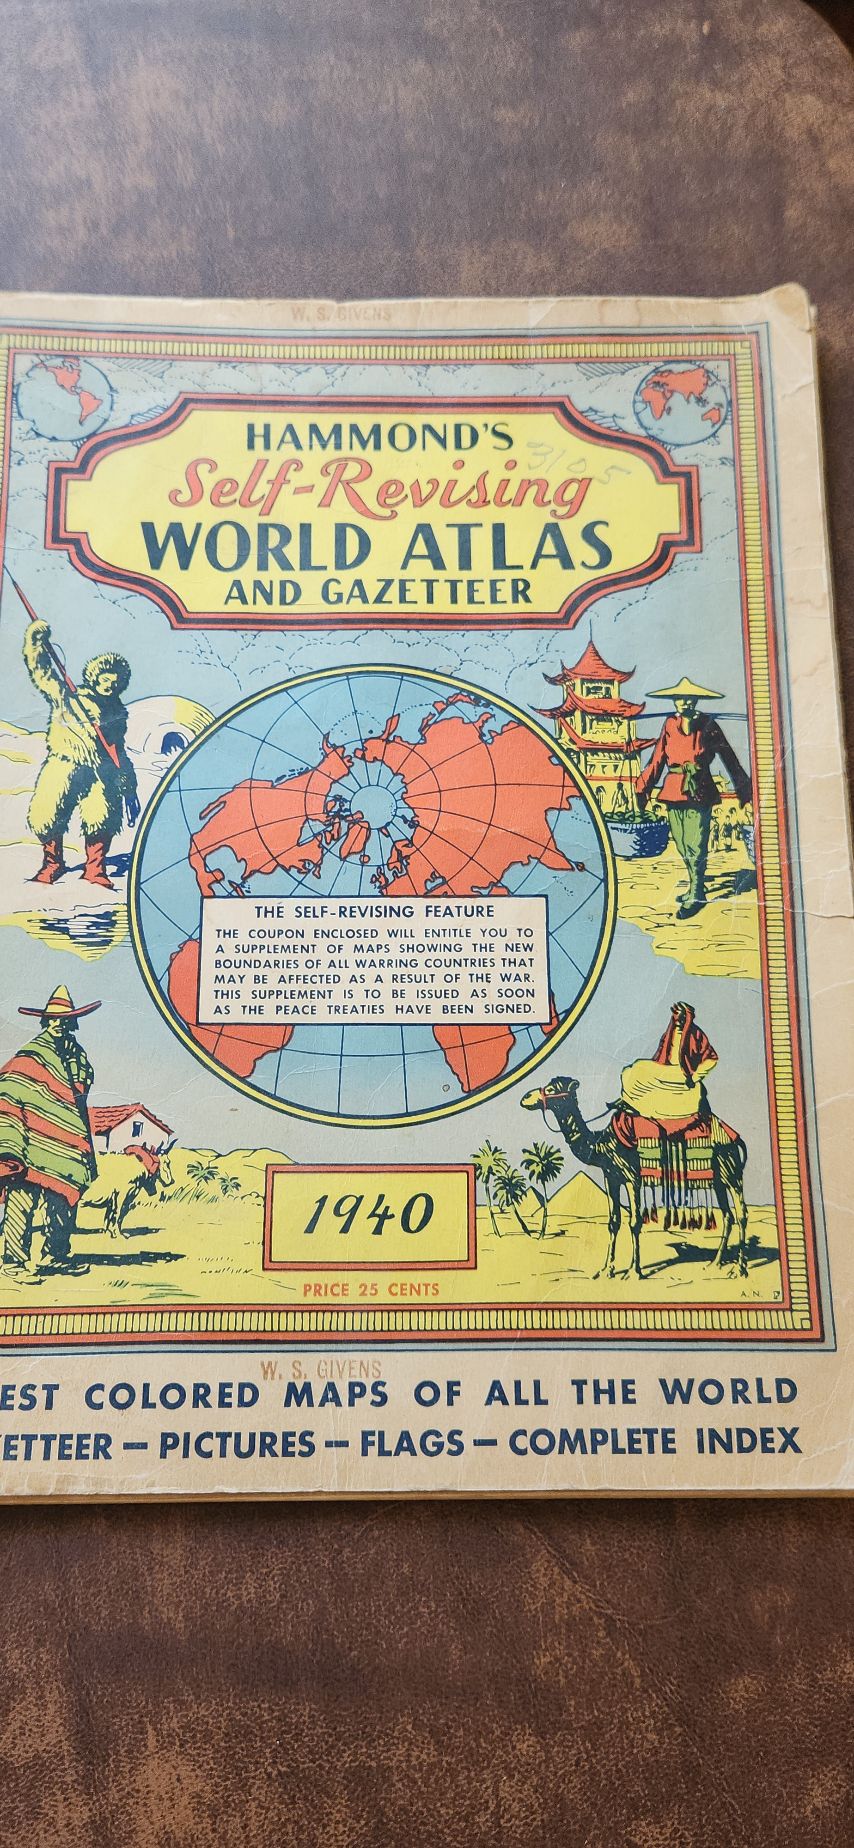 W. S. GIVENS
HAMMOND'S
3105
Self-Revising
WORLD ATLAS
AND GAZETTEER
THE SELF-REVISING FEATURE
THE COUPON ENCLOSED WILL ENTITLE YOU TO
A SUPPLEMENT OF MAPS SHOWING THE NEW
BOUNDARIES OF ALL WARRING COUNTRIES THAT
MAY BE AFFECTED AS A RESULT OF THE WAR.
THIS SUPPLEMENT IS TO BE ISSUED AS SOON
AS THE PEACE TREATIES HAVE BEEN SIGNED.
1940
PRICE 25 CENTS
A. N.
W. S. GIVENS
EST COLORED MAPS OF ALL THE WORLD
ETTEER — PICTURES — FLAGS — COMPLETE INDEX